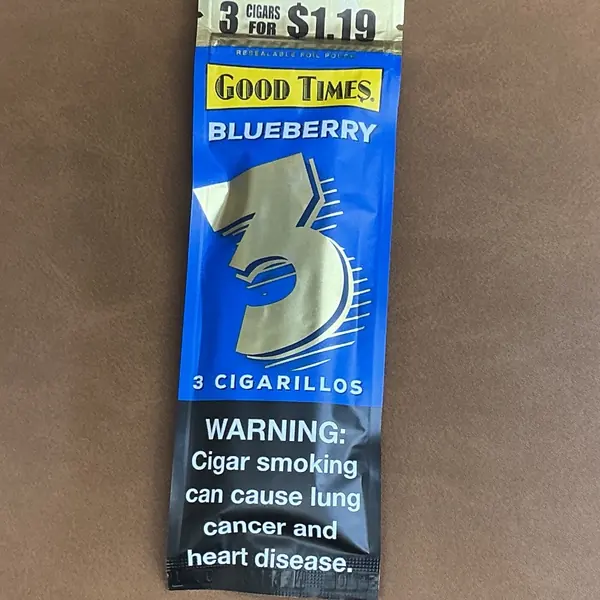 3 CIGARS FOR $1.19
RESEALABLE FOIL POUCH
GOOD TIMES®
BLUEBERRY
3
3 CIGARILLOS
WARNING:
Cigar smoking
can cause lung
cancer and
heart disease.